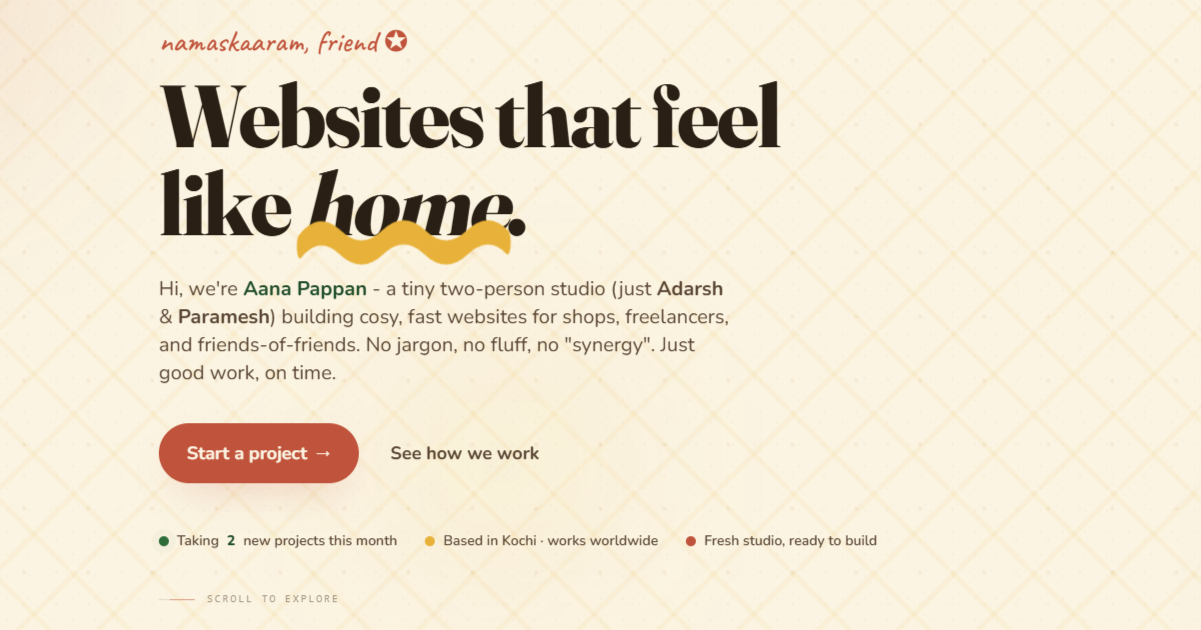 namaskaaram, friend
Websites that feel
like home.
Hi, we're Aana Pappan - a tiny two-person studio (just Adarsh
& Paramesh) building cosy, fast websites for shops, freelancers,
and friends-of-friends. No jargon, no fluff, no "synergy". Just
good work, on time.
Start a project → See how we work
Taking 2 new projects this month Based in Kochi · works worldwide Fresh studio, ready to build
SCROLL TO EXPLORE